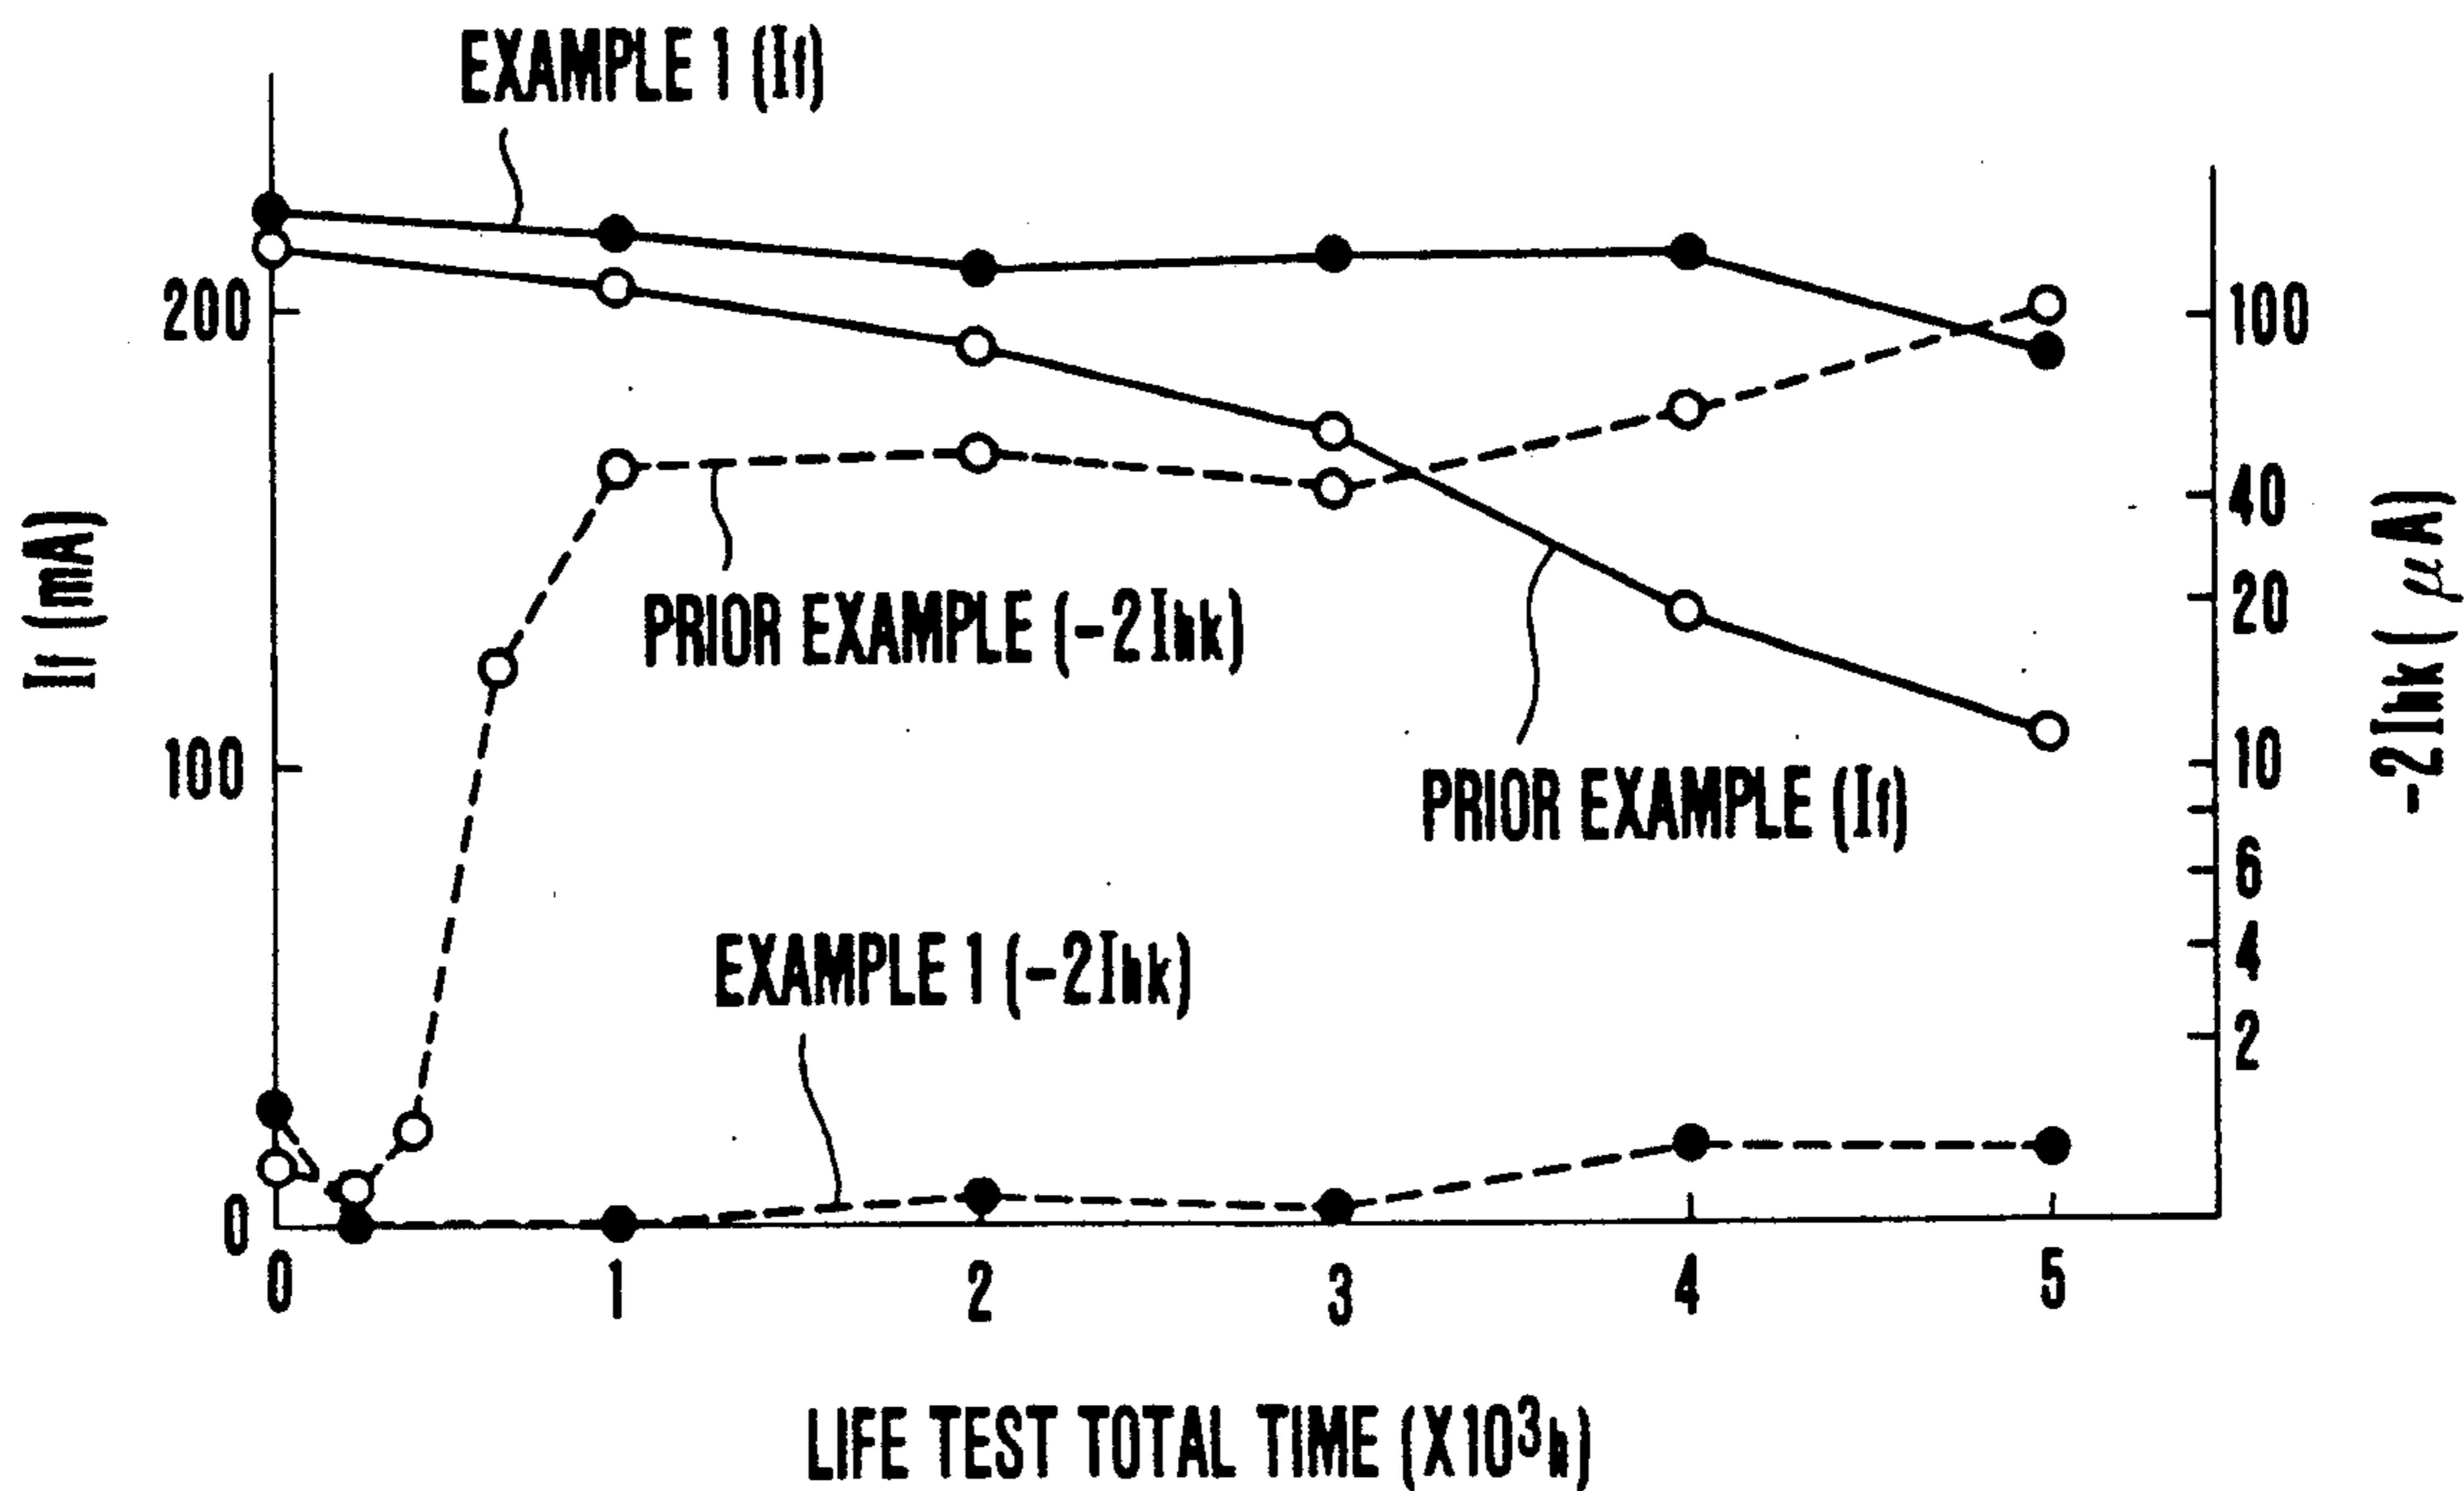 EXAMPLE 1 (If)
200
100
If (mA)
40
PRIOR EXAMPLE (-2Ihk)
20
-2Ihk (μA)
100
10
PRIOR EXAMPLE (If)
6
EXAMPLE 1 (-2Ihk)
4
2
0
0 1 2 3 4 5
LIFE TEST TOTAL TIME (X10³h)